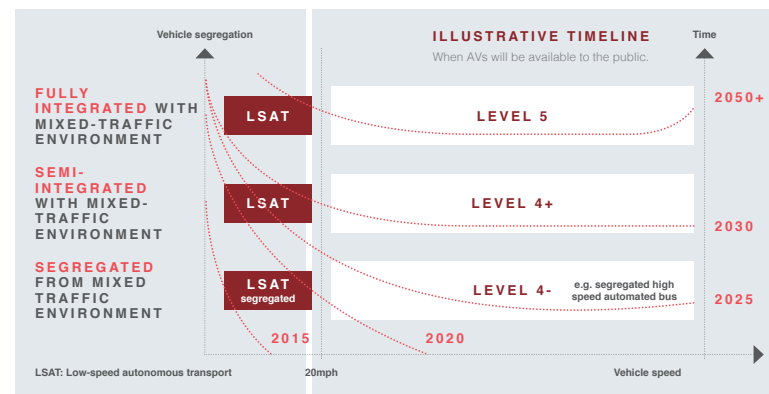 Vehicle segregation
ILLUSTRATIVE TIMELINE
When AVs will be available to the public.
Time
FULLY
INTEGRATED WITH
MIXED-TRAFFIC
ENVIRONMENT
LSAT
LEVEL 5
2050+
SEMI-
INTEGRATED
WITH MIXED-
TRAFFIC
ENVIRONMENT
LSAT
LEVEL 4+
2030
SEGREGATED
FROM MIXED
TRAFFIC
ENVIRONMENT
LSAT
segregated
LEVEL 4-
e.g. segregated high
speed automated bus
2025
2015
2020
LSAT: Low-speed autonomous transport
20mph
Vehicle speed